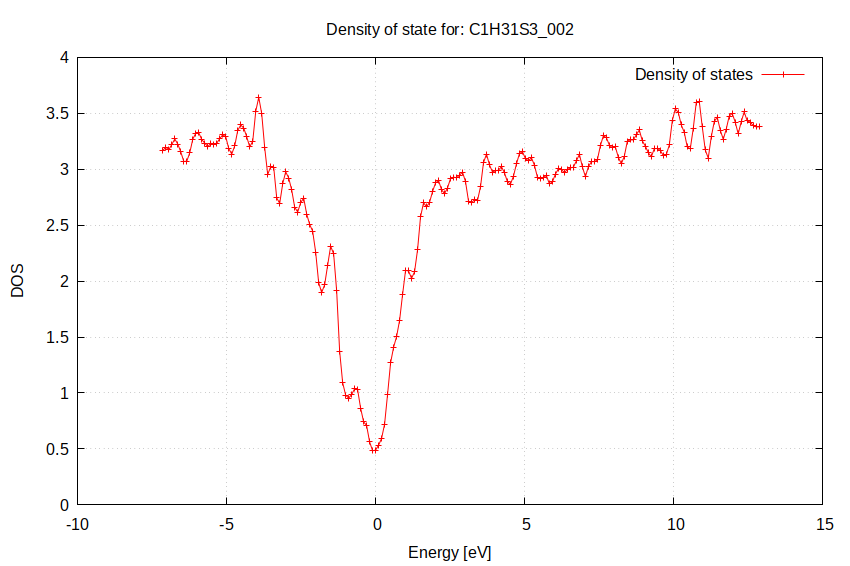 Density of state for: C1H31S3_002
Density of states
4
3.5
3
2.5
2
1.5
1
0.5
0
DOS
-10 -5 0 5 10 15
Energy [eV]